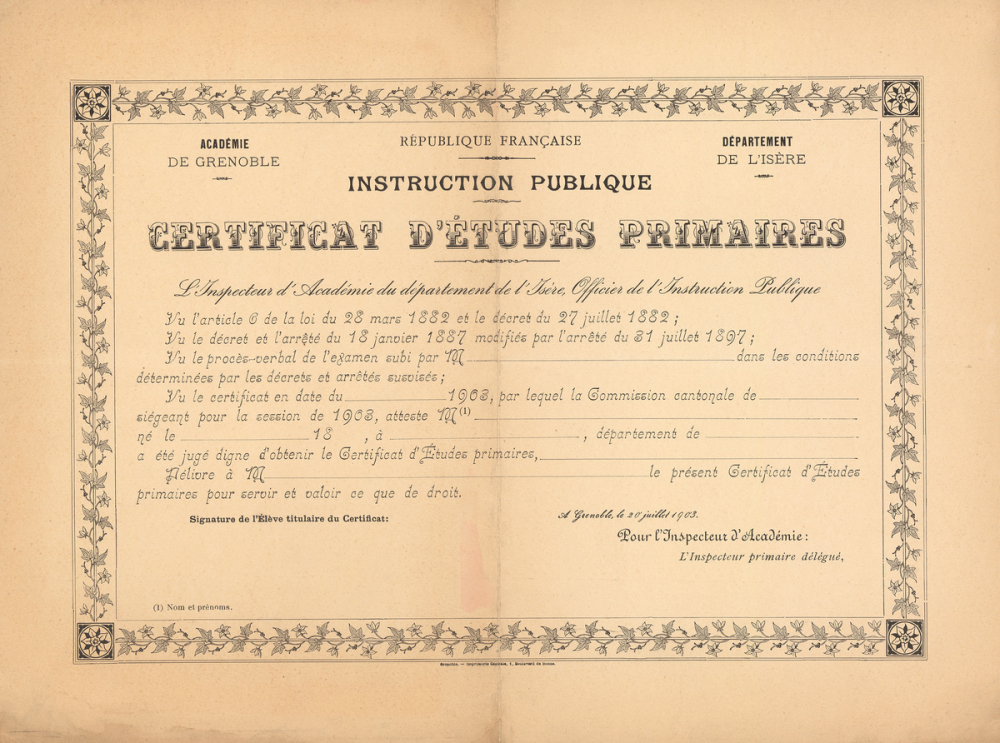 ACADÉMIE
DE GRENOBLE
RÉPUBLIQUE FRANÇAISE
DÉPARTEMENT
DE L'ISÈRE
INSTRUCTION PUBLIQUE
CERTIFICAT D'ÉTUDES PRIMAIRES
L'Inspecteur d'Académie du département de l'Isère, Officier de l'Instruction Publique
Vu l'article 6 de la loi du 28 mars 1882 et le décret du 27 juillet 1882 ;
Vu le décret et l'arrêté du 18 janvier 1887 modifiés par l'arrêté du 31 juillet 1897 ;
Vu le procès-verbal de l'examen subi par M dans les conditions
déterminées par les décrets et arrêtés susvisés ;
Vu le certificat en date du 1903, par lequel la Commission cantonale de
siégeant pour la session de 1903, atteste M(1)
né le 18 , à , département de
a été jugé digne d'obtenir le Certificat d'Études primaires,
Délivre à M le présent Certificat d'Études
primaires pour servir et valoir ce que de droit.
Signature de l'Élève titulaire du Certificat:
A Grenoble, le 20 juillet 1903.
Pour l'Inspecteur d'Académie :
L'Inspecteur primaire délégué,
(1) Nom et prénoms.
Grenoble. — Imprimerie 1, Boulevard de Bonne.